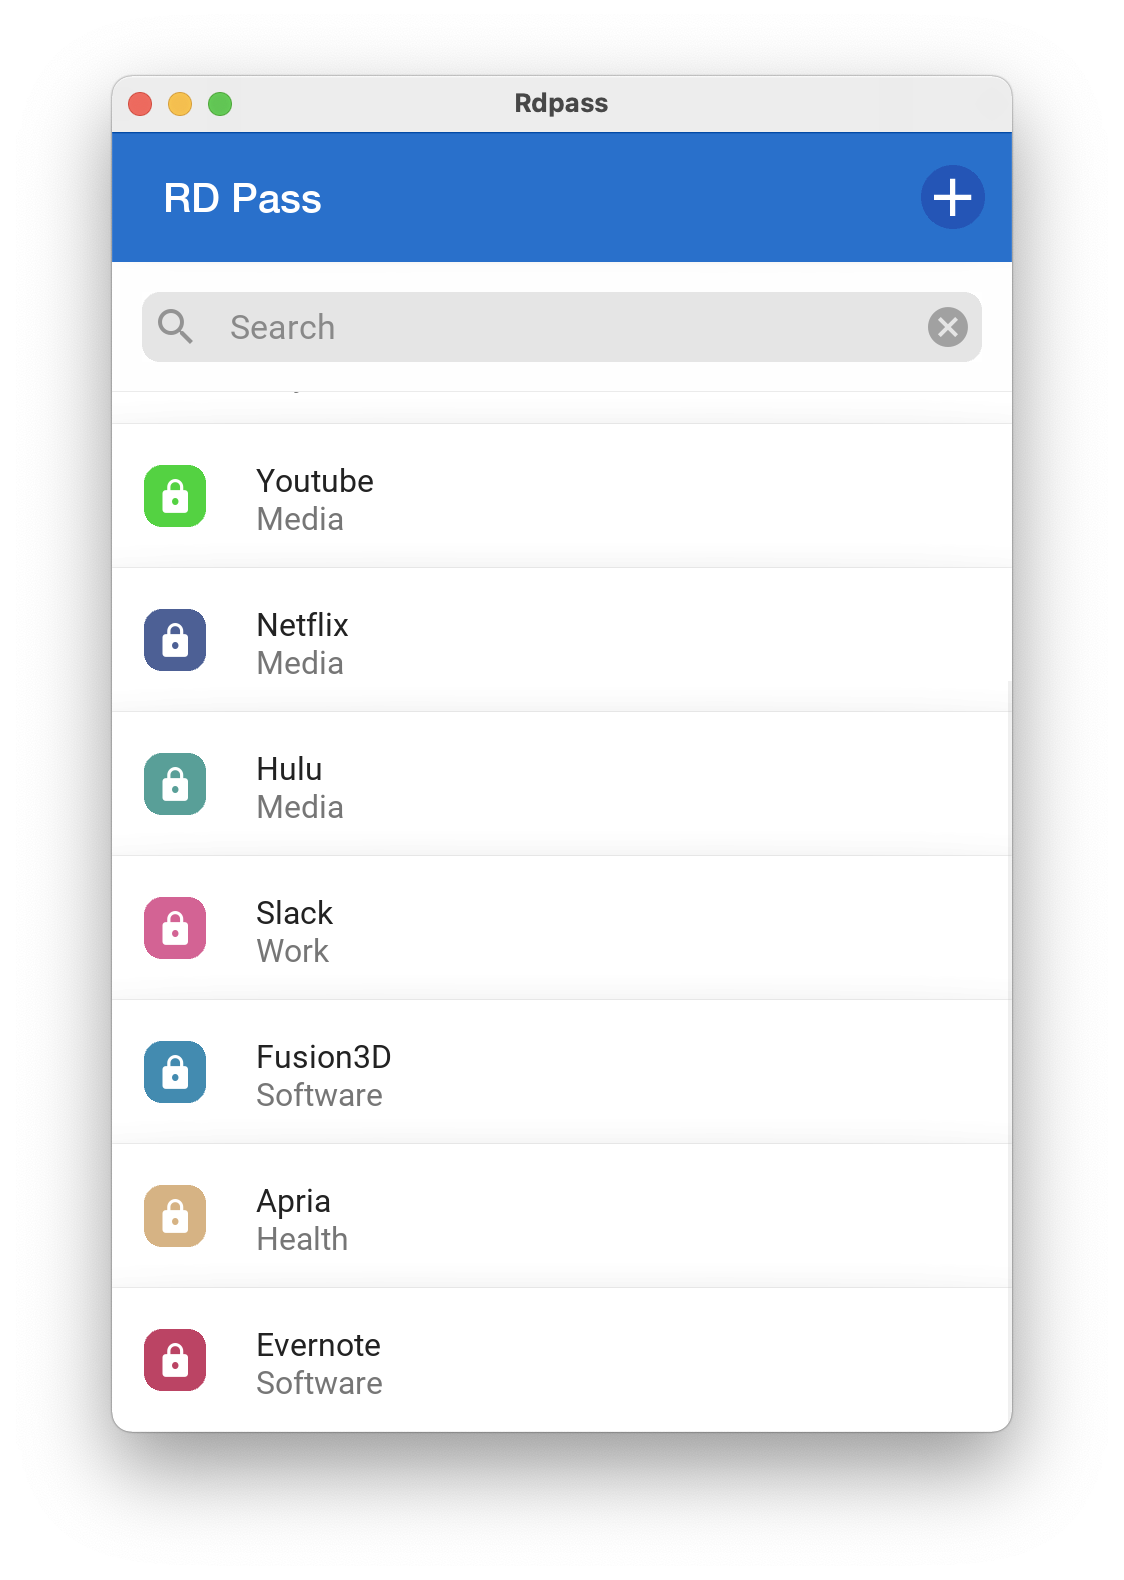 Rdpass
RD Pass
Search
Youtube
Media
Netflix
Media
Hulu
Media
Slack
Work
Fusion3D
Software
Apria
Health
Evernote
Software